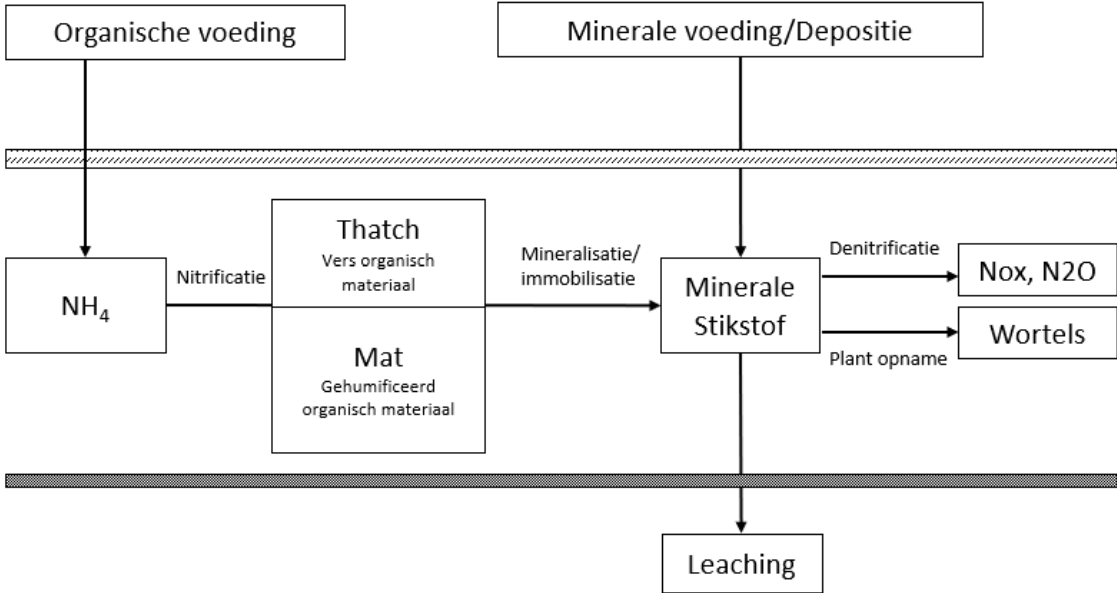 Organische voeding
Minerale voeding/Depositie
NH₄
Nitrificatie
Thatch
Vers organisch
materiaal
Mat
Gehumificeerd
organisch materiaal
Mineralisatie/
immobilisatie
Minerale
Stikstof
Denitrificatie
Nox, N2O
Wortels
Plant opname
Leaching